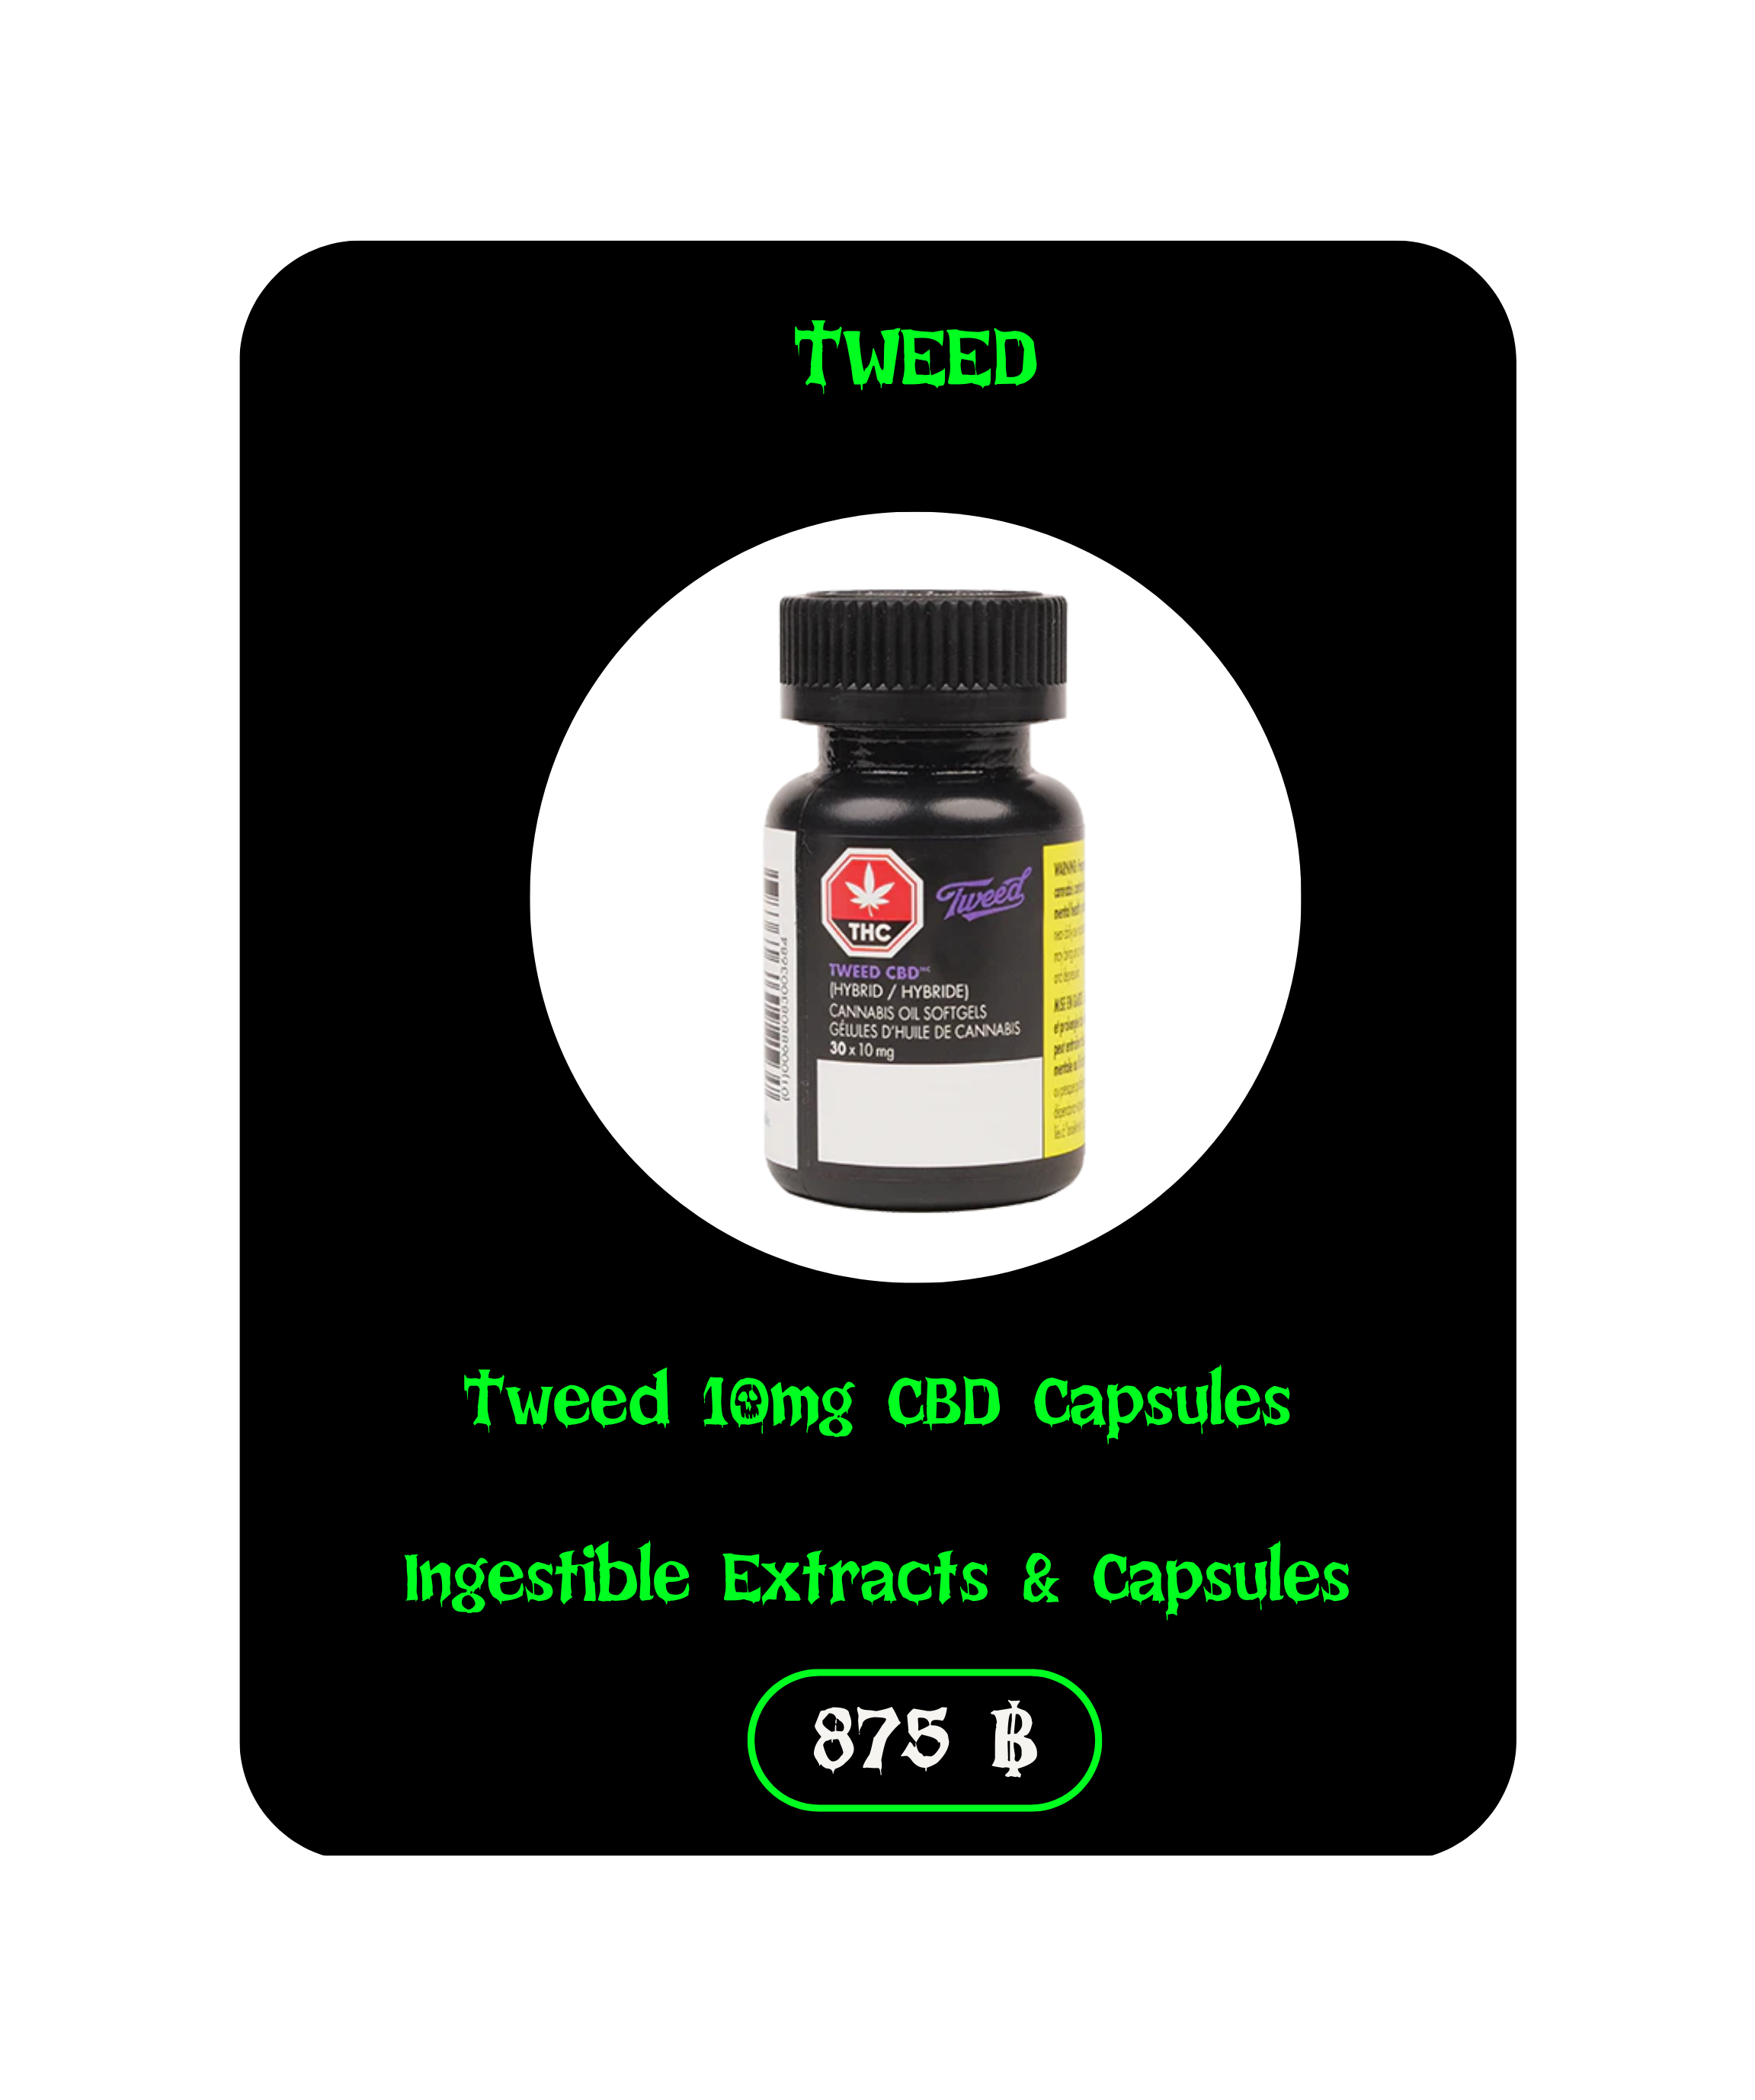 TWEED
THC
Tweed
TWEED CBD
(HYBRID / HYBRIDE)
CANNABIS OIL SOFTGELS
GÉLULES D'HUILE DE CANNABIS
30 x 10 mg
WARNING:
Tweed 10mg CBD Capsules
Ingestible Extracts & Capsules
875 ฿